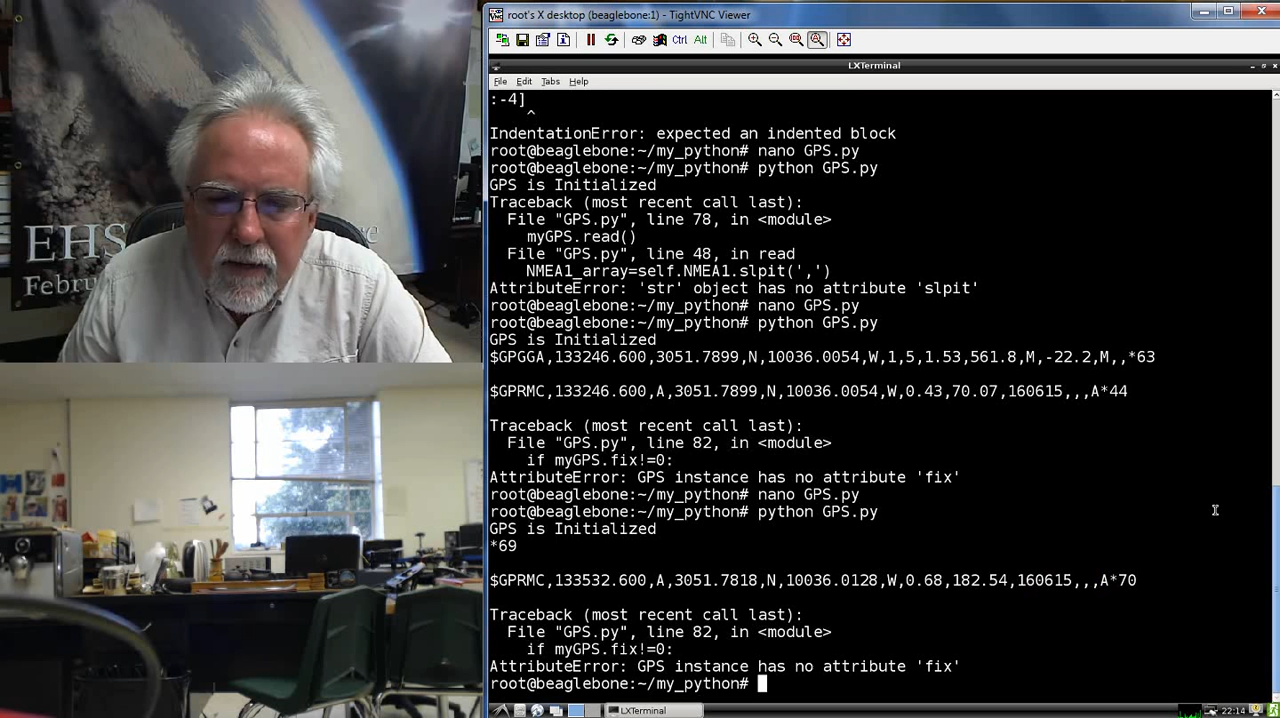 root's X desktop (beaglebone:1) - TightVNC Viewer
Ctrl Alt
LXTerminal
File Edit Tabs Help
:-4]
^
IndentationError: expected an indented block
root@beaglebone:~/my_python# nano GPS.py
root@beaglebone:~/my_python# python GPS.py
GPS is Initialized
Traceback (most recent call last):
File "GPS.py", line 78, in <module>
myGPS.read()
File "GPS.py", line 48, in read
NMEA1_array=self.NMEA1.slpit(',')
AttributeError: 'str' object has no attribute 'slpit'
root@beaglebone:~/my_python# nano GPS.py
root@beaglebone:~/my_python# python GPS.py
GPS is Initialized
$GPGGA,133246.600,3051.7899,N,10036.0054,W,1,5,1.53,561.8,M,-22.2,M,,*63
$GPRMC,133246.600,A,3051.7899,N,10036.0054,W,0.43,70.07,160615,,,A*44
Traceback (most recent call last):
File "GPS.py", line 82, in <module>
if myGPS.fix!=0:
AttributeError: GPS instance has no attribute 'fix'
root@beaglebone:~/my_python# nano GPS.py
root@beaglebone:~/my_python# python GPS.py
GPS is Initialized
*69
$GPRMC,133532.600,A,3051.7818,N,10036.0128,W,0.68,182.54,160615,,,A*70
Traceback (most recent call last):
File "GPS.py", line 82, in <module>
if myGPS.fix!=0:
AttributeError: GPS instance has no attribute 'fix'
root@beaglebone:~/my_python#
LXTerminal
22:14
EHS